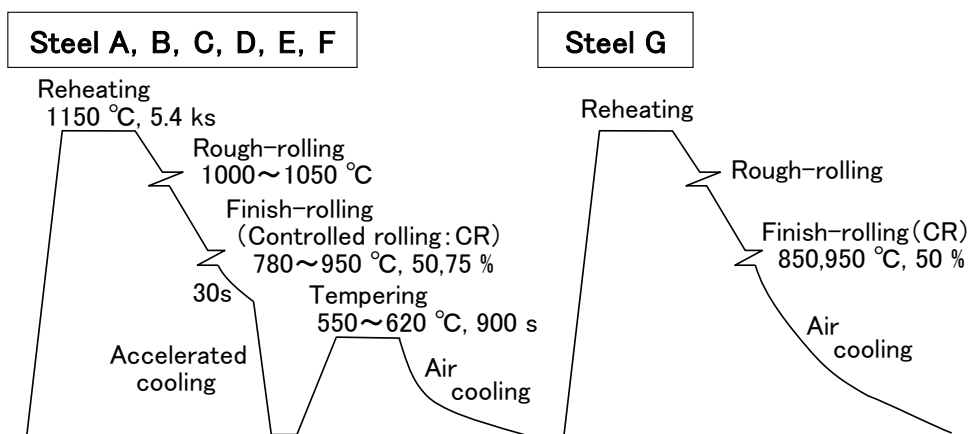 Steel A, B, C, D, E, F
Reheating
1150 ℃, 5.4 ks
Rough-rolling
1000～1050 ℃
Finish-rolling
(Controlled rolling:CR)
780～950 ℃, 50,75 %
30s
Tempering
550～620 ℃, 900 s
Accelerated
cooling
Air
cooling
Steel G
Reheating
Rough-rolling
Finish-rolling(CR)
850,950 ℃, 50 %
Air
cooling